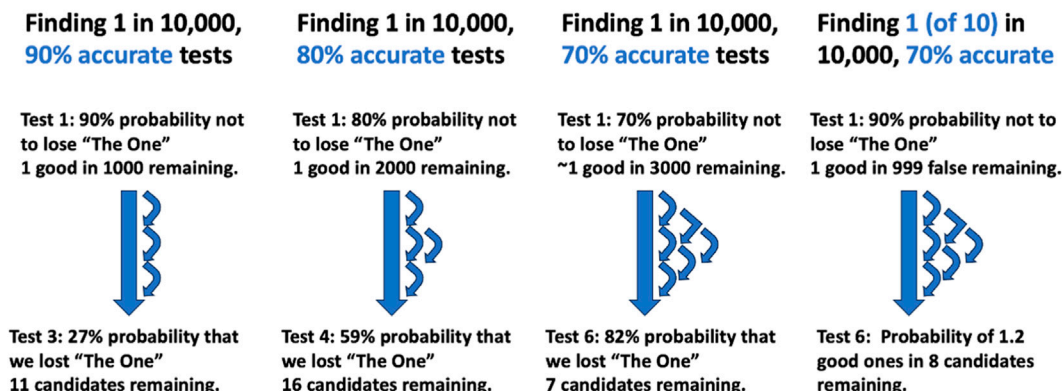 Finding 1 in 10,000,
90% accurate tests
Test 1: 90% probability not
to lose “The One”
1 good in 1000 remaining.
Test 3: 27% probability that
we lost “The One”
11 candidates remaining.
Finding 1 in 10,000,
80% accurate tests
Test 1: 80% probability not
to lose “The One”
1 good in 2000 remaining.
Test 4: 59% probability that
we lost “The One”
16 candidates remaining.
Finding 1 in 10,000,
70% accurate tests
Test 1: 70% probability not
to lose “The One”
~1 good in 3000 remaining.
Test 6: 82% probability that
we lost “The One”
7 candidates remaining.
Finding 1 (of 10) in
10,000, 70% accurate
Test 1: 90% probability not to
lose “The One”
1 good in 999 false remaining.
Test 6: Probability of 1.2
good ones in 8 candidates
remaining.